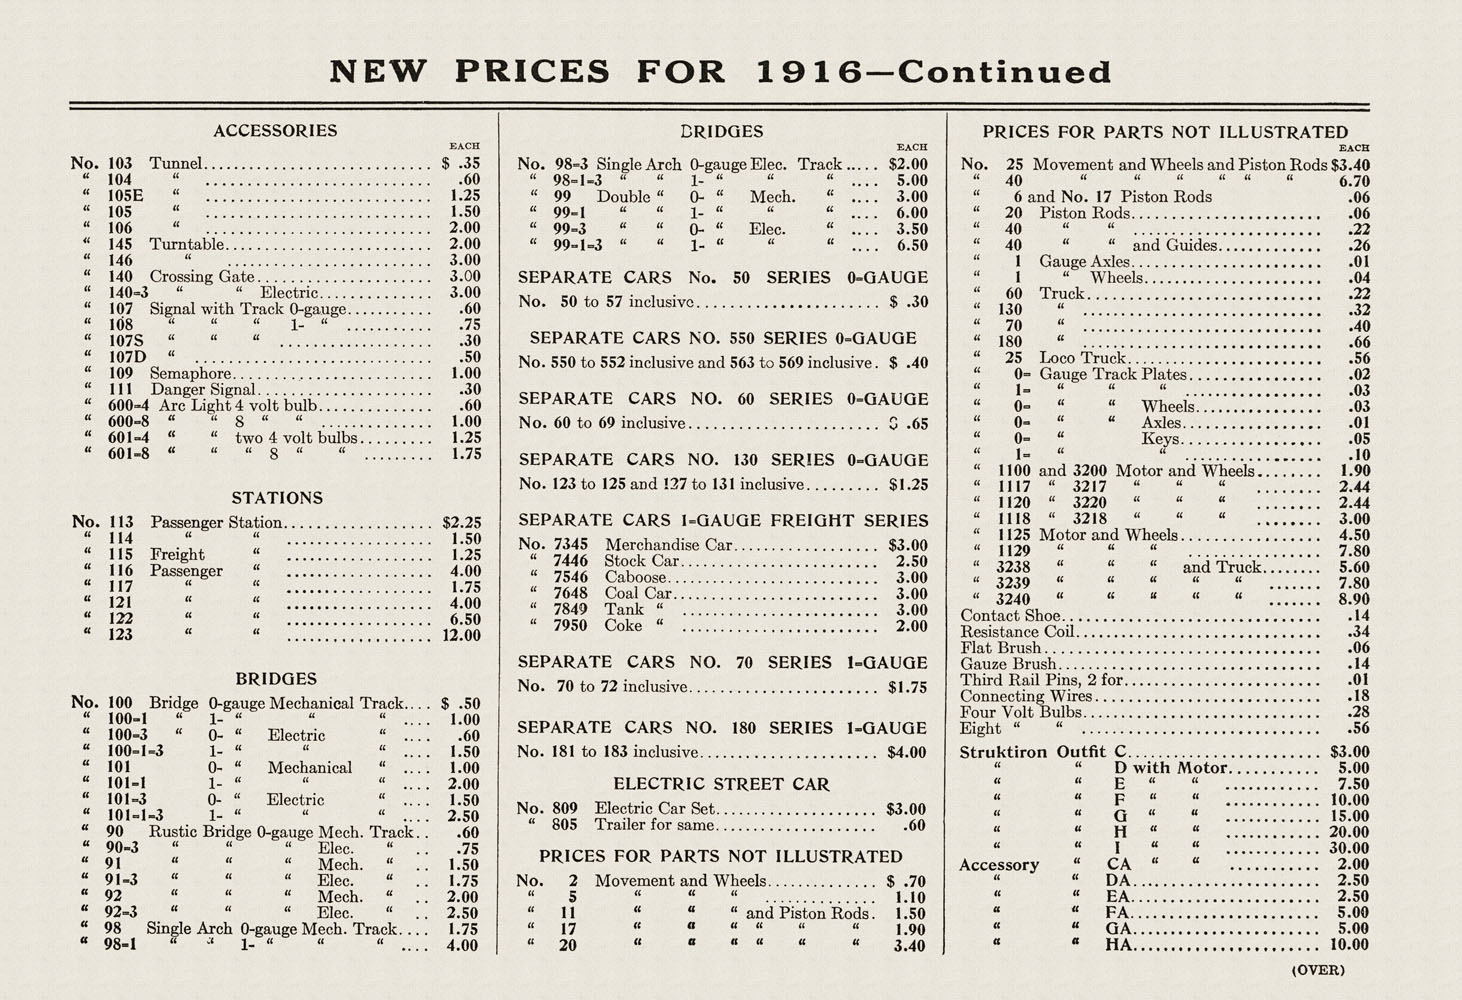 NEW PRICES FOR 1916—Continued
ACCESSORIES
EACH
No. 103 Tunnel.............................. $ .35
“ 104 “ .............................. .60
“ 105E “ .............................. 1.25
“ 105 “ .............................. 1.50
“ 106 “ .............................. 2.00
“ 145 Turntable........................... 2.00
“ 146 “ ........................... 3.00
“ 140 Crossing Gate....................... 3.00
“ 140=3 “ “ Electric.............. 3.00
“ 107 Signal with Track 0-gauge........... .60
“ 108 “ “ “ 1- “ ........... .75
“ 107S “ “ “ .................. .30
“ 107D “ .............................. .50
“ 109 Semaphore........................... 1.00
“ 111 Danger Signal....................... .30
“ 600=4 Arc Light 4 volt bulb.............. .60
“ 600=8 “ “ 8 “ “ .............. 1.00
“ 601=4 “ “ two 4 volt bulbs......... 1.25
“ 601=8 “ “ “ 8 “ “ ......... 1.75
STATIONS
No. 113 Passenger Station................... $2.25
“ 114 “ “ .................. 1.50
“ 115 Freight “ .................. 1.25
“ 116 Passenger “ .................. 4.00
“ 117 “ “ .................. 1.75
“ 121 “ “ .................. 4.00
“ 122 “ “ .................. 6.50
“ 123 “ “ .................. 12.00
BRIDGES
No. 100 Bridge 0-gauge Mechanical Track.... $ .50
“ 100=1 “ 1- “ “ “ .... 1.00
“ 100=3 “ 0- “ Electric “ .... .60
“ 100=1=3 1- “ “ “ .... 1.50
“ 101 0- “ Mechanical “ .... 1.00
“ 101=1 1- “ “ .... 2.00
“ 101=3 0- “ Electric “ .... 1.50
“ 101=1=3 1- “ “ “ .... 2.50
“ 90 Rustic Bridge 0-gauge Mech. Track.. .60
“ 90=3 “ “ “ Elec. “ .. .75
“ 91 “ “ “ Mech. “ .. 1.50
“ 91=3 “ “ “ Elec. “ .. 1.75
“ 92 “ “ “ Mech. “ .. 2.00
“ 92=3 “ “ “ Elec. “ .. 2.50
“ 98 Single Arch 0-gauge Mech. Track.... 1.75
“ 98=1 “ “ 1- “ “ “ .... 4.00
BRIDGES
EACH
No. 98=3 Single Arch 0-gauge Elec. Track..... $2.00
“ 98=1=3 “ “ 1- “ “ “ .... 5.00
“ 99 Double “ 0- “ Mech. .... 3.00
“ 99=1 “ “ 1- “ “ “ .... 6.00
“ 99=3 “ “ 0- “ Elec. .... 3.50
“ 99=1=3 “ “ 1- “ “ “ .... 6.50
SEPARATE CARS No. 50 SERIES 0=GAUGE
No. 50 to 57 inclusive....................... $ .30
SEPARATE CARS NO. 550 SERIES 0=GAUGE
No. 550 to 552 inclusive and 563 to 569 inclusive. $ .40
SEPARATE CARS NO. 60 SERIES 0=GAUGE
No. 60 to 69 inclusive........................ $ .65
SEPARATE CARS NO. 130 SERIES 0=GAUGE
No. 123 to 125 and 127 to 131 inclusive......... $1.25
SEPARATE CARS 1=GAUGE FREIGHT SERIES
No. 7345 Merchandise Car.................. $3.00
“ 7446 Stock Car......................... 2.50
“ 7546 Caboose.......................... 3.00
“ 7648 Coal Car......................... 3.00
“ 7849 Tank “ ......................... 3.00
“ 7950 Coke “ ......................... 2.00
SEPARATE CARS NO. 70 SERIES 1=GAUGE
No. 70 to 72 inclusive........................ $1.75
SEPARATE CARS NO. 180 SERIES 1=GAUGE
No. 181 to 183 inclusive...................... $4.00
ELECTRIC STREET CAR
No. 809 Electric Car Set..................... $3.00
“ 805 Trailer for same.................... .60
PRICES FOR PARTS NOT ILLUSTRATED
No. 2 Movement and Wheels.............. $ .70
“ 5 “ “ “ .............. 1.10
“ 11 “ “ “ and Piston Rods. 1.50
“ 17 “ “ “ “ “ “ 1.90
“ 20 “ “ “ “ “ “ 3.40
PRICES FOR PARTS NOT ILLUSTRATED
EACH
No. 25 Movement and Wheels and Piston Rods $3.40
“ 40 “ “ “ “ “ “ 6.70
“ 6 and No. 17 Piston Rods .06
“ 20 Piston Rods........................ .06
“ 40 “ “ ........................ .22
“ 40 “ “ and Guides............ .26
“ 1 Gauge Axles........................ .01
“ 1 “ Wheels...................... .04
“ 60 Truck.............................. .22
“ 130 “ .............................. .32
“ 70 “ .............................. .40
“ 180 “ .............................. .66
“ 25 Loco Truck......................... .56
“ 0= Gauge Track Plates................. .02
“ 1= “ “ “ ................. .03
“ 0= “ “ Wheels................ .03
“ 0= “ “ Axles................. .01
“ 0= “ Keys.................. .05
“ 1= “ “ .................. .10
“ 1100 and 3200 Motor and Wheels........ 1.90
“ 1117 “ 3217 “ “ “ ........ 2.44
“ 1120 “ 3220 “ “ “ ........ 2.44
“ 1118 “ 3218 “ “ “ ........ 3.00
“ 1125 Motor and Wheels.................. 4.50
“ 1129 “ “ “ .................. 7.80
“ 3238 “ “ “ and Truck........ 5.60
“ 3239 “ “ “ “ “ ....... 7.80
“ 3240 “ “ “ “ “ ....... 8.90
Contact Shoe................................. .14
Resistance Coil.............................. .34
Flat Brush................................... .06
Gauze Brush.................................. .14
Third Rail Pins, 2 for....................... .01
Connecting Wires............................. .18
Four Volt Bulbs.............................. .28
Eight “ “ .............................. .56
Struktiron Outfit C.......................... $3.00
“ “ D with Motor........... 5.00
“ “ E “ “ ........... 7.50
“ “ F “ “ ........... 10.00
“ “ G “ “ ........... 15.00
“ “ H “ “ ........... 20.00
“ “ I “ “ ........... 30.00
Accessory “ CA “ “ ........... 2.00
“ “ DA......................... 2.50
“ “ EA......................... 2.50
“ “ FA......................... 5.00
“ “ GA......................... 5.00
“ “ HA......................... 10.00
(OVER)